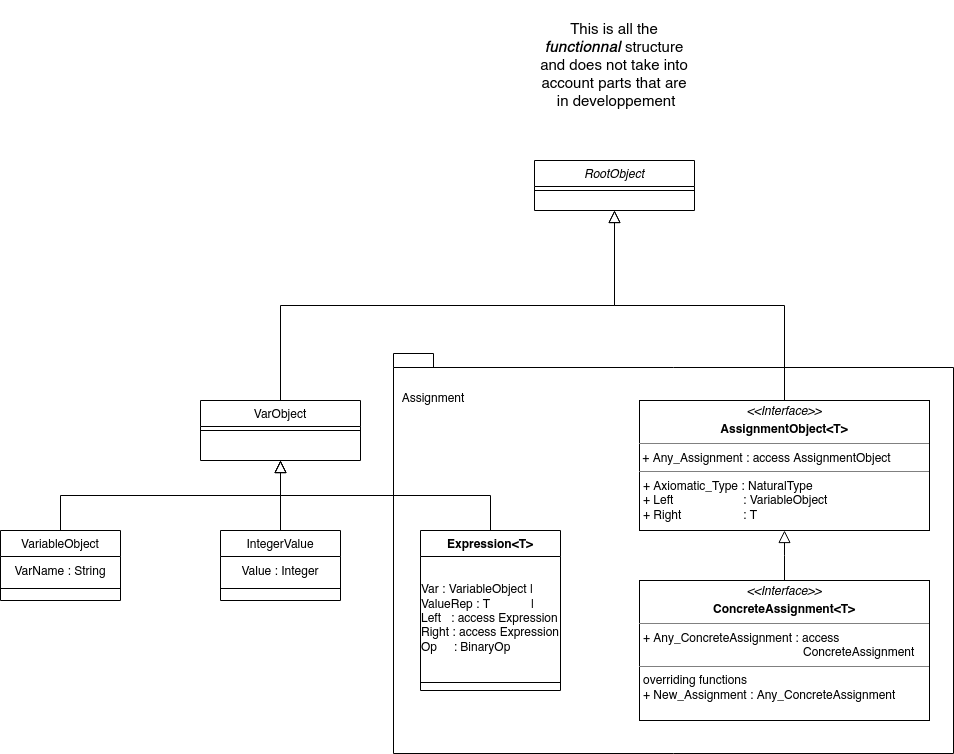 This is all the
functionnal structure
and does not take into
account parts that are
in developpement
RootObject
Assignment
VarObject
<<Interface>>
AssignmentObject<T>
+ Any_Assignment : access AssignmentObject
+ Axiomatic_Type : NaturalType
+ Left : VariableObject
+ Right : T
VariableObject
VarName : String
IntegerValue
Value : Integer
Expression<T>
Var : VariableObject |
ValueRep : T |
Left : access Expression
Right : access Expression
Op : BinaryOp
<<Interface>>
ConcreteAssignment<T>
+ Any_ConcreteAssignment : access
ConcreteAssignment
overriding functions
+ New_Assignment : Any_ConcreteAssignment